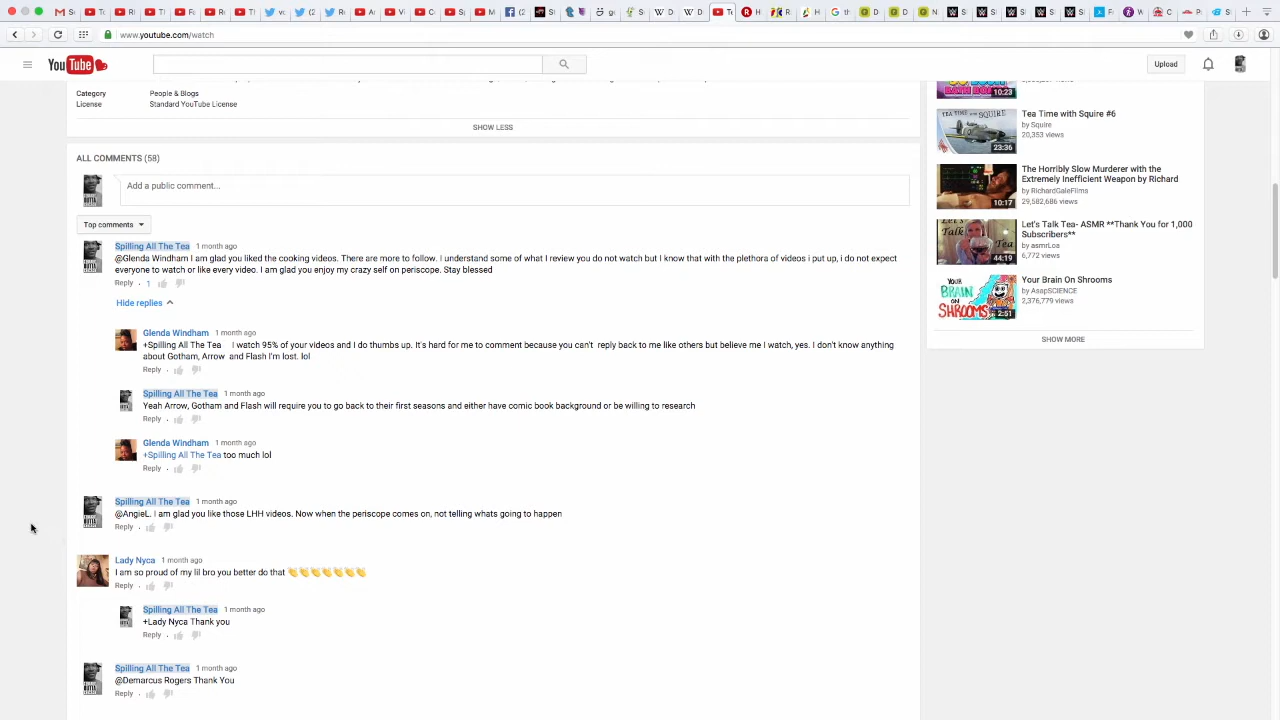 www.youtube.com/watch
YouTube
Upload
Category People & Blogs
License Standard YouTube License
SHOW LESS
ALL COMMENTS (58)
Add a public comment...
Top comments
Spilling All The Tea 1 month ago
@Glenda Windham I am glad you liked the cooking videos. There are more to follow. I understand some of what I review you do not watch but I know that with the plethora of videos i put up, i do not expect
everyone to watch or like every video. I am glad you enjoy my crazy self on periscope. Stay blessed
Reply · 1
Hide replies
Glenda Windham 1 month ago
+Spilling All The Tea I watch 95% of your videos and I do thumbs up. It's hard for me to comment because you can't reply back to me like others but believe me I watch, yes. I don't know anything
about Gotham, Arrow and Flash I'm lost. lol
Reply ·
Spilling All The Tea 1 month ago
Yeah Arrow, Gotham and Flash will require you to go back to their first seasons and either have comic book background or be willing to research
Reply ·
Glenda Windham 1 month ago
+Spilling All The Tea too much lol
Reply ·
Spilling All The Tea 1 month ago
@AngieL. I am glad you like those LHH videos. Now when the periscope comes on, not telling whats going to happen
Reply ·
Lady Nyca 1 month ago
I am so proud of my lil bro you better do that 👏👏👏👏👏👏👏
Reply ·
Spilling All The Tea 1 month ago
+Lady Nyca Thank you
Reply ·
Spilling All The Tea 1 month ago
@Demarcus Rogers Thank You
Reply ·
10:23
Tea Time with Squire #6
by Squire
20,353 views
23:36
The Horribly Slow Murderer with the
Extremely Inefficient Weapon by Richard
by RichardGaleFilms
29,582,686 views
10:17
Let's Talk Tea- ASMR **Thank You for 1,000
Subscribers**
by asmrLoa
6,772 views
44:19
Your Brain On Shrooms
by AsapSCIENCE
2,376,779 views
YOUR
BRAIN
ON
SHROOMS
2:51
SHOW MORE